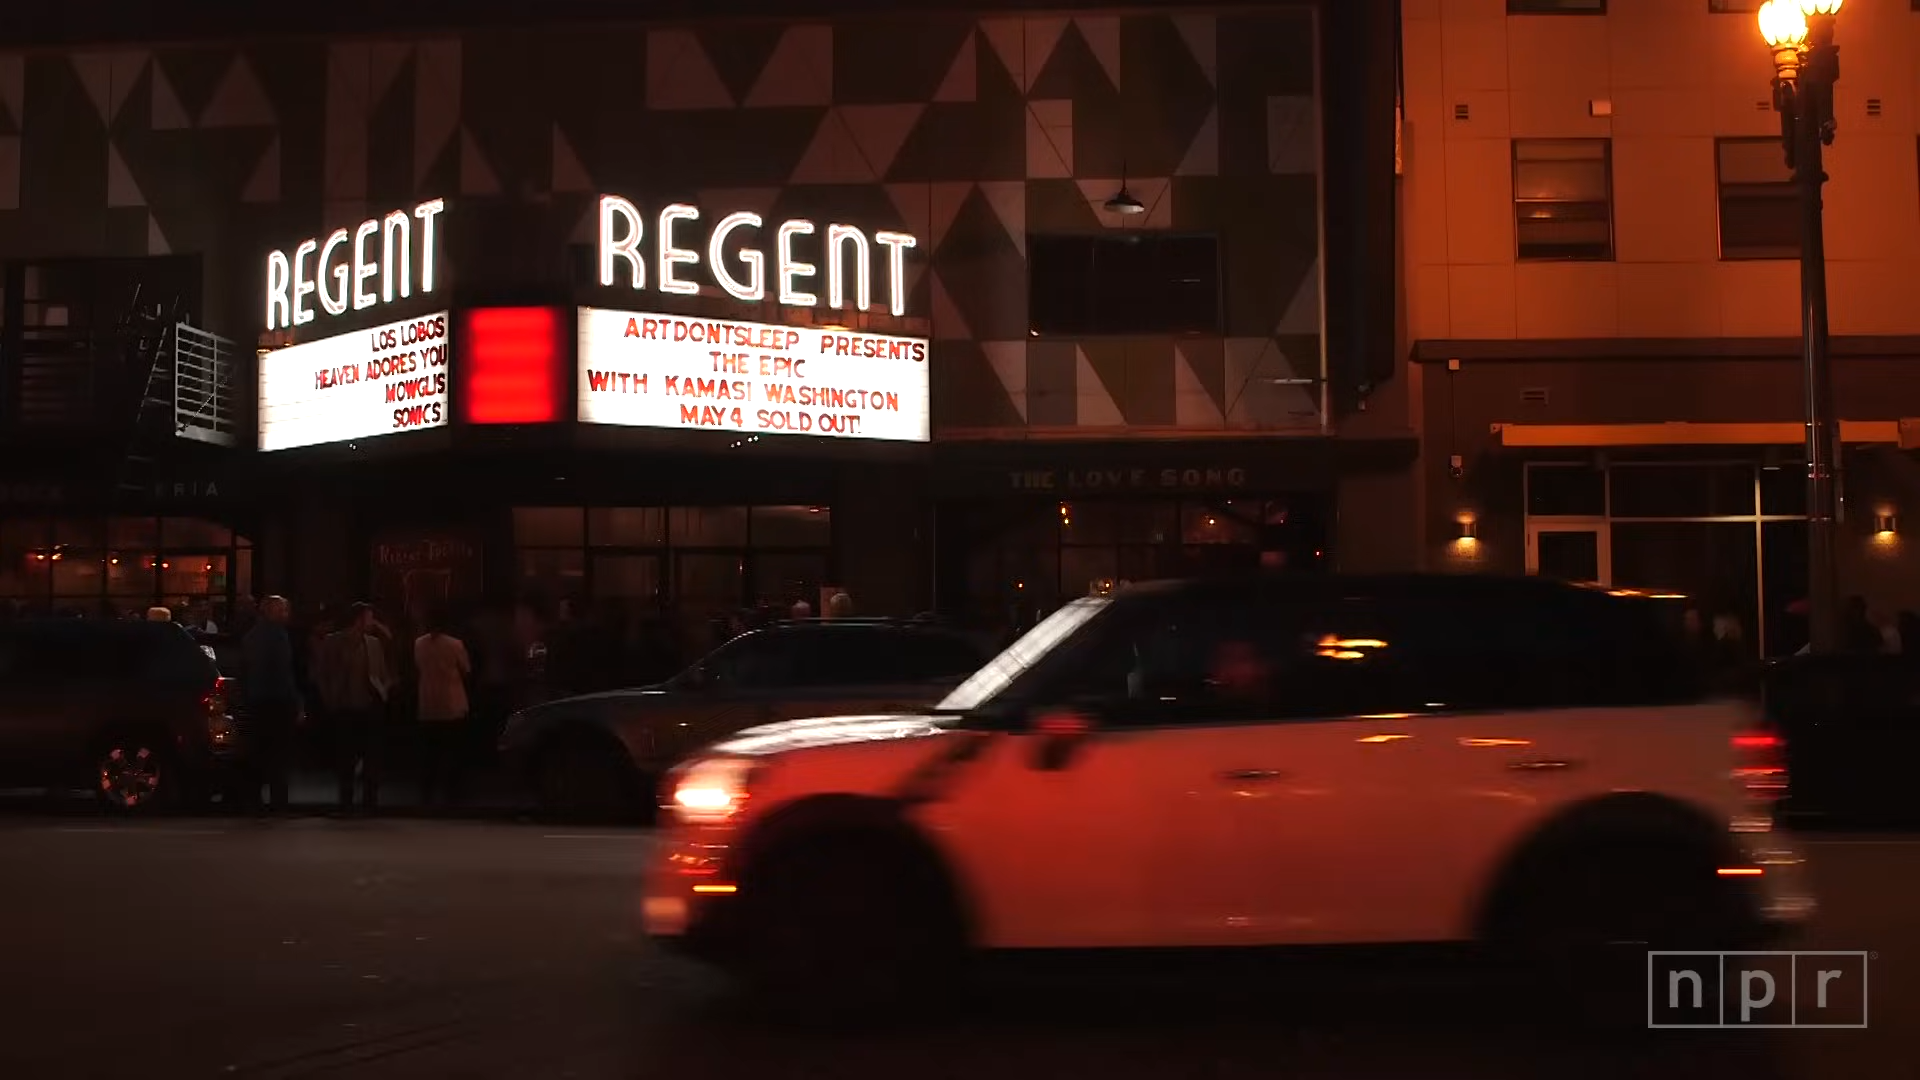 REGENT
LOS LOBOS
HEAVEN ADORES YOU
MOWGLIS
SONICS
REGENT
ARTDONTSLEEP PRESENTS
THE EPIC
WITH KAMASI WASHINGTON
MAY 4 SOLD OUT!
THE LOVE SONG
npr